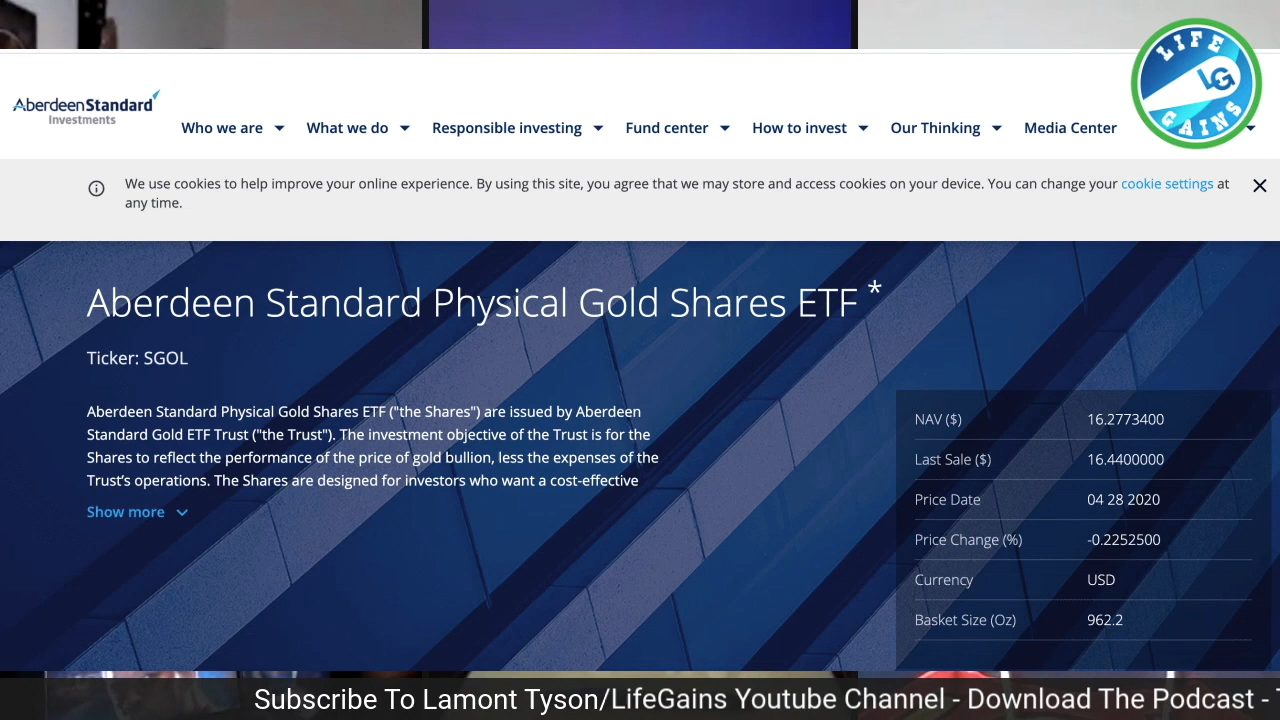 AberdeenStandard
Investments
Who we are
What we do
Responsible investing
Fund center
How to invest
Our Thinking
Media Center
LIFE
LG
GAINS
We use cookies to help improve your online experience. By using this site, you agree that we may store and access cookies on your device. You can change your cookie settings at
any time.
Aberdeen Standard Physical Gold Shares ETF *
Ticker: SGOL
Aberdeen Standard Physical Gold Shares ETF ("the Shares") are issued by Aberdeen
Standard Gold ETF Trust ("the Trust"). The investment objective of the Trust is for the
Shares to reflect the performance of the price of gold bullion, less the expenses of the
Trust’s operations. The Shares are designed for investors who want a cost-effective
Show more
NAV ($) 16.2773400
Last Sale ($) 16.4400000
Price Date 04 28 2020
Price Change (%) -0.2252500
Currency USD
Basket Size (Oz) 962.2
Subscribe To Lamont Tyson/LifeGains Youtube Channel - Download The Podcast -